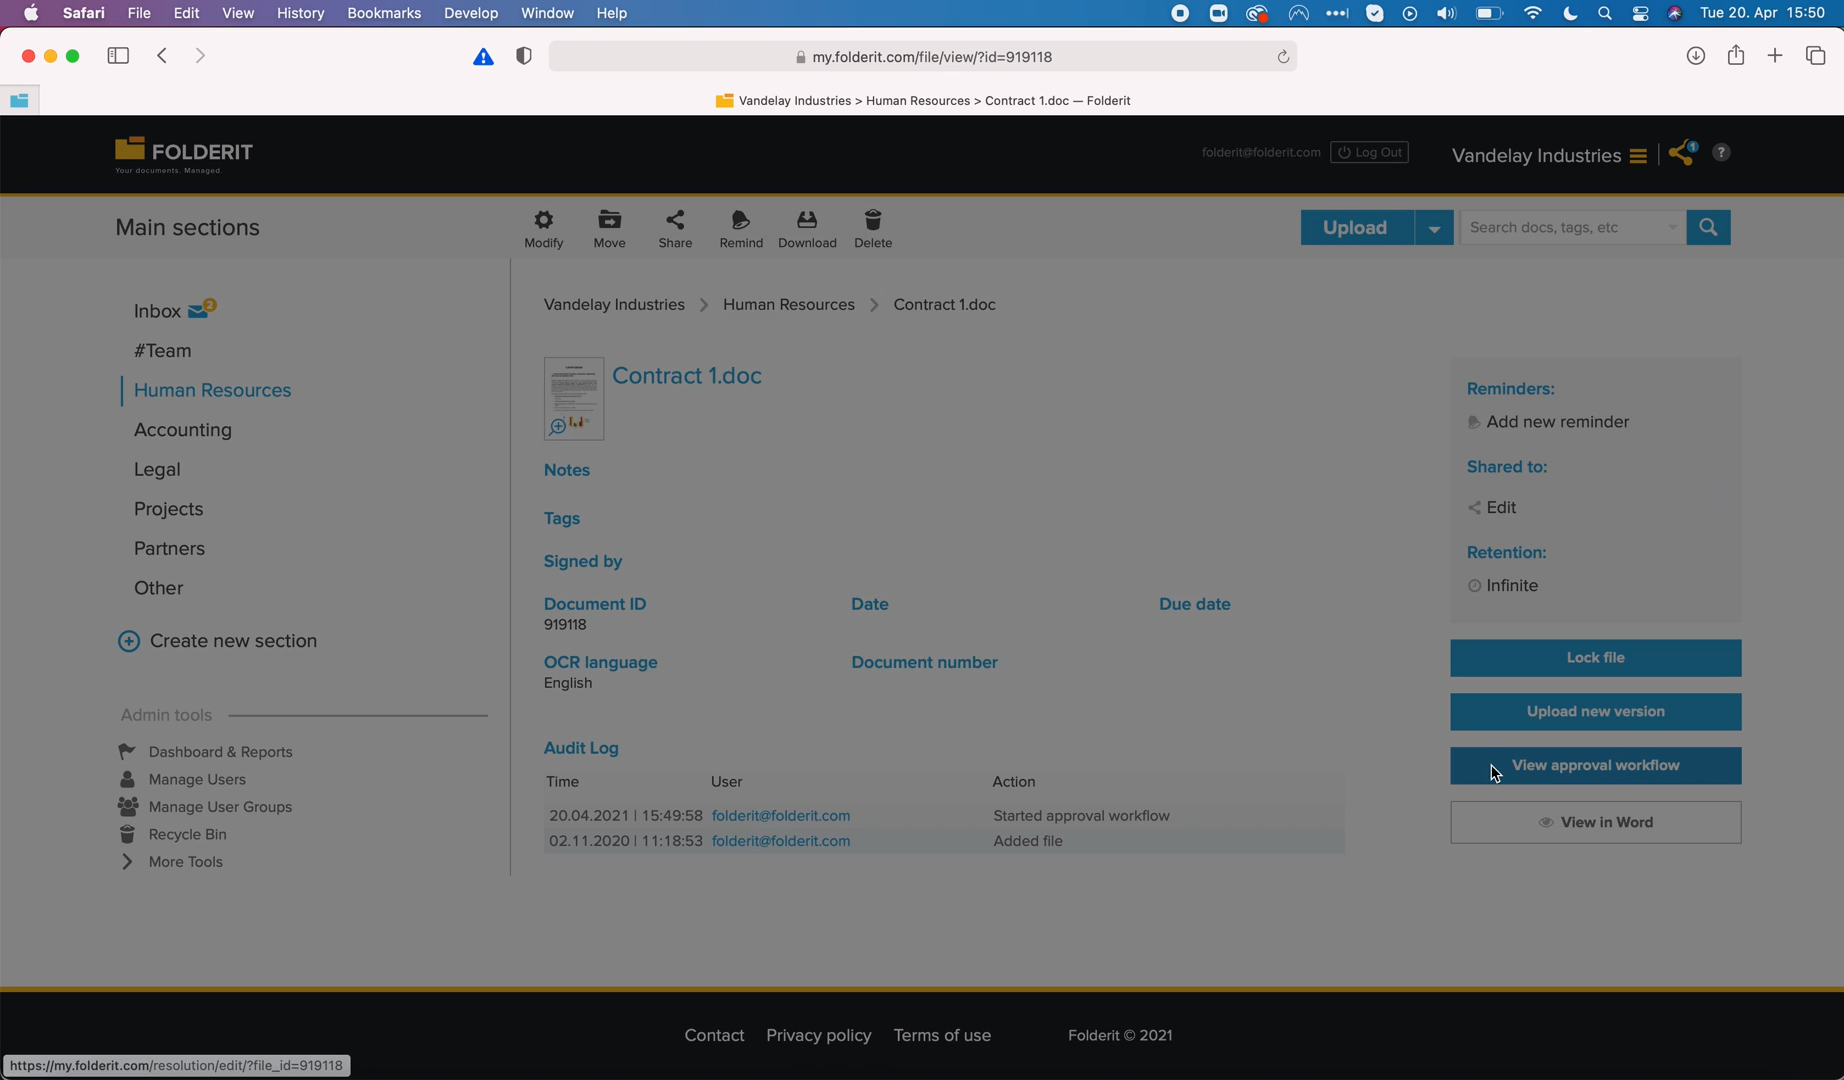 Safari File Edit View History Bookmarks Develop Window Help Tue 20. Apr 15:50
my.folderit.com/file/view/?id=919118
Vandelay Industries > Human Resources > Contract 1.doc — Folderit
FOLDERIT
Your documents. Managed.
folderit@folderit.com Log Out Vandelay Industries 1 ?
Main sections
Modify Move Share Remind Download Delete
Upload Search docs, tags, etc
Inbox 2
#Team
Human Resources
Accounting
Legal
Projects
Partners
Other
Create new section
Admin tools
Dashboard & Reports
Manage Users
Manage User Groups
Recycle Bin
More Tools
Vandelay Industries > Human Resources > Contract 1.doc
Contract 1.doc
Notes
Tags
Signed by
Document ID Date Due date
919118
OCR language Document number
English
Audit Log
Time User Action
20.04.2021 | 15:49:58 folderit@folderit.com Started approval workflow
02.11.2020 | 11:18:53 folderit@folderit.com Added file
Reminders:
Add new reminder
Shared to:
Edit
Retention:
Infinite
Lock file
Upload new version
View approval workflow
View in Word
Contact Privacy policy Terms of use Folderit © 2021
https://my.folderit.com/resolution/edit/?file_id=919118